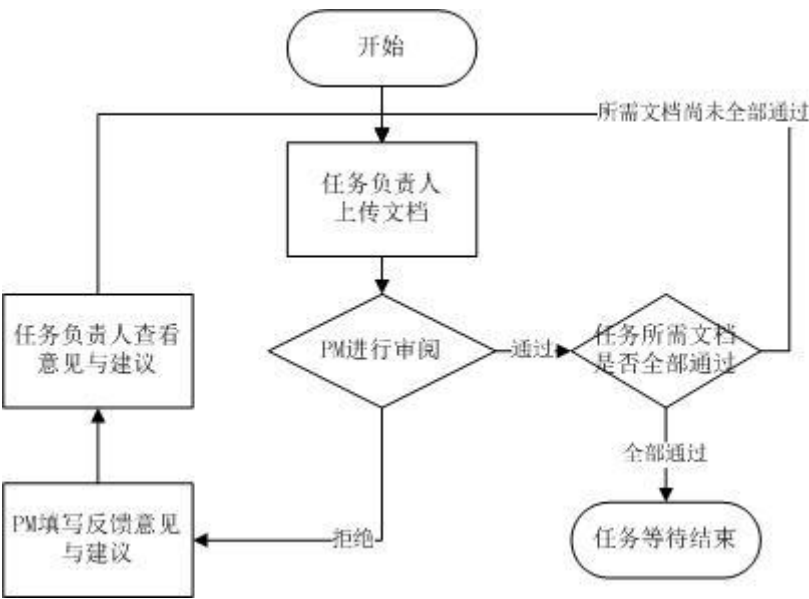 开始
所需文档尚未全部通过
任务负责人
上传文档
任务负责人查看
意见与建议
PM进行审阅
通过
任务所需文档
是否全部通过
全部通过
PM填写反馈意见
与建议
拒绝
任务等待结束